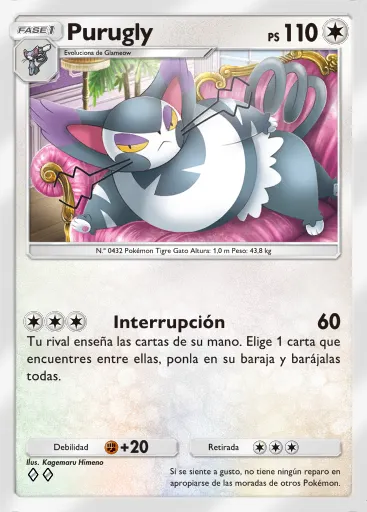 FASE 1
Purugly
PS 110
Evoluciona de Glameow
N.º 0432 Pokémon Tigre Gato Altura: 1,0 m Peso: 43,8 kg
Interrupción 60
Tu rival enseña las cartas de su mano. Elige 1 carta que
encuentres entre ellas, ponla en su baraja y barájalas
todas.
Debilidad +20
Retirada
Ilus. Kagemaru Himeno
Si se siente a gusto, no tiene ningún reparo en
apropiarse de las moradas de otros Pokémon.